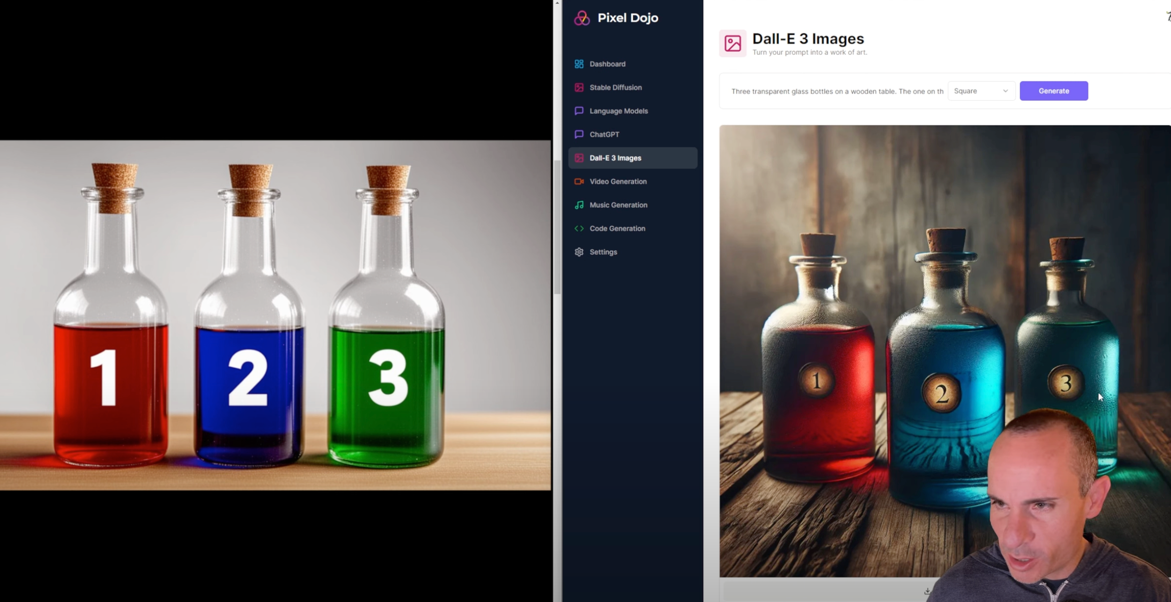 1
2
3
Pixel Dojo
Dashboard
Stable Diffusion
Language Models
ChatGPT
Dall-E 3 Images
Video Generation
Music Generation
Code Generation
Settings
Dall-E 3 Images
Turn your prompt into a work of art.
Three transparent glass bottles on a wooden table. The one on th
Square
Generate
1
2
3